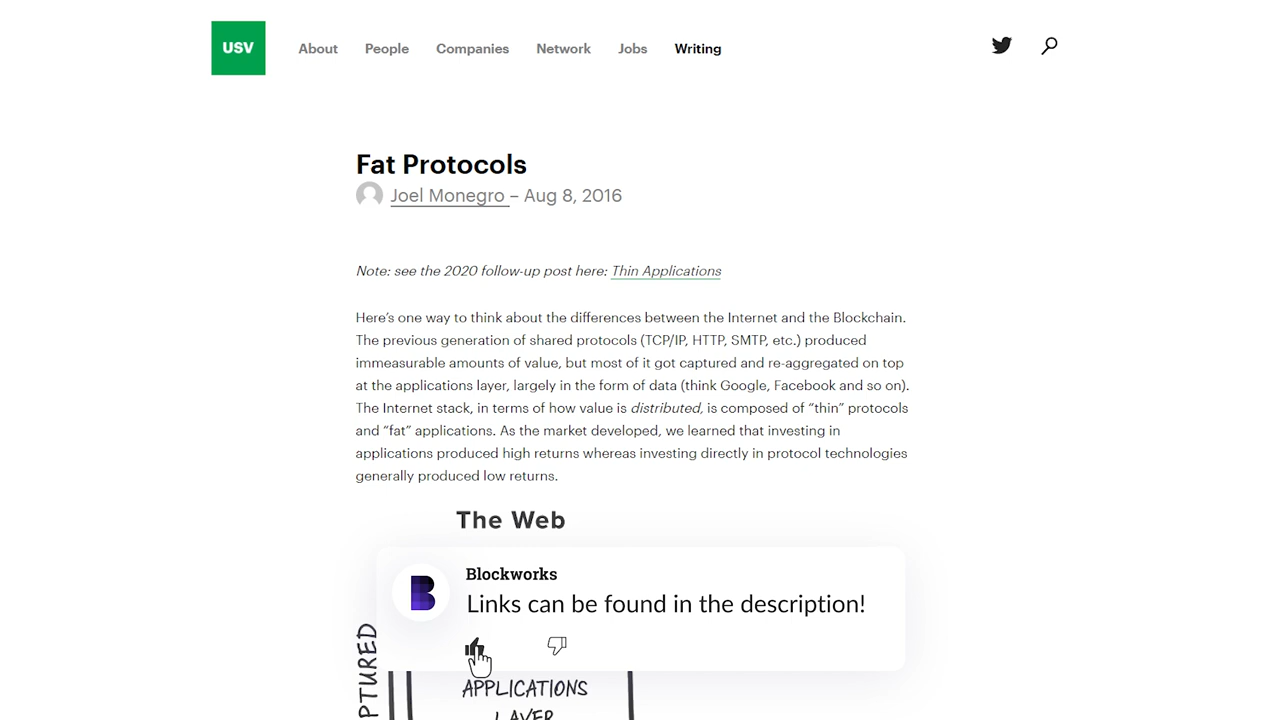 USV About People Companies Network Jobs Writing
Fat Protocols
Joel Monegro – Aug 8, 2016
Note: see the 2020 follow-up post here: Thin Applications
Here’s one way to think about the differences between the Internet and the Blockchain.
The previous generation of shared protocols (TCP/IP, HTTP, SMTP, etc.) produced
immeasurable amounts of value, but most of it got captured and re-aggregated on top
at the applications layer, largely in the form of data (think Google, Facebook and so on).
The Internet stack, in terms of how value is distributed, is composed of “thin” protocols
and “fat” applications. As the market developed, we learned that investing in
applications produced high returns whereas investing directly in protocol technologies
generally produced low returns.
The Web
Blockworks
Links can be found in the description!
PTURED
APPLICATIONS
LAYER